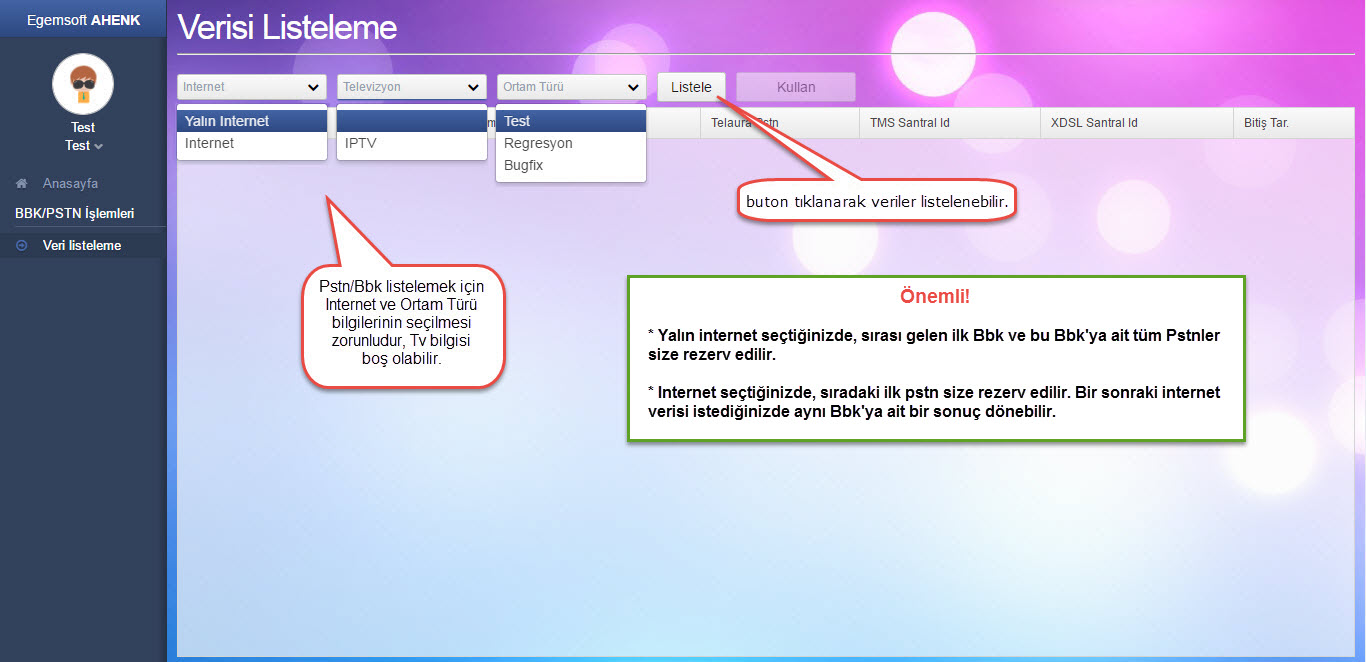 Egemsoft AHENK
Verisi Listeleme
Test
Test
Anasayfa
BBK/PSTN İşlemleri
Veri listeleme
Internet
Televizyon
Ortam Türü
Listele
Kullan
Yalın Internet
Internet
IPTV
Test
Regresyon
Bugfix
TMS Santral Id
XDSL Santral Id
Bitiş Tar.
buton tıklanarak veriler listelenebilir.
Pstn/Bbk listelemek için
Internet ve Ortam Türü
bilgilerinin seçilmesi
zorunludur, Tv bilgisi
boş olabilir.
Önemli!
* Yalın internet seçtiğinizde, sırası gelen ilk Bbk ve bu Bbk'ya ait tüm Pstnler
size rezerv edilir.
* Internet seçtiğinizde, sıradaki ilk pstn size rezerv edilir. Bir sonraki internet
verisi istediğinizde aynı Bbk'ya ait bir sonuç dönebilir.